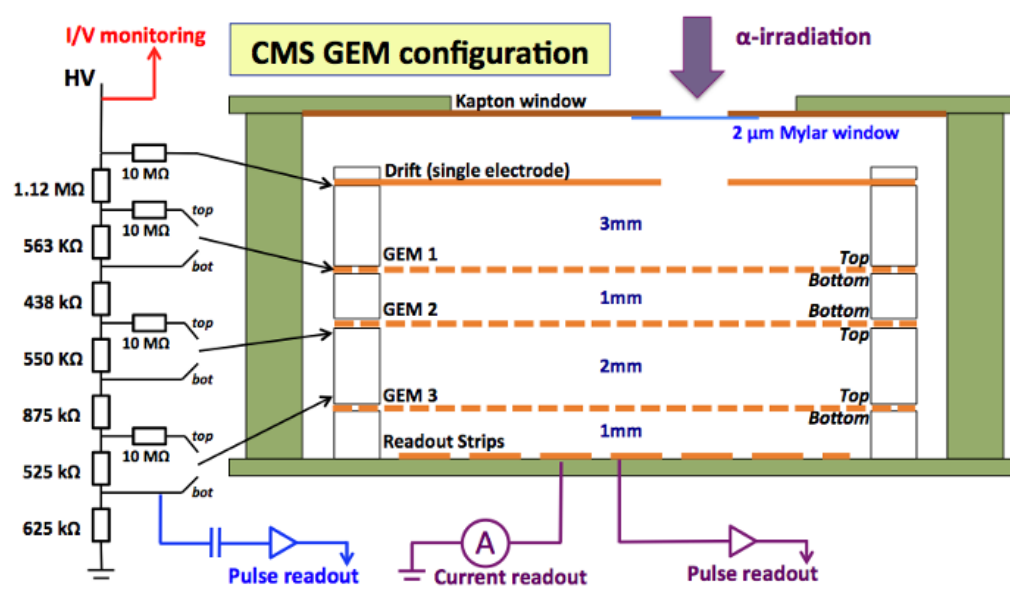 I/V monitoring
CMS GEM configuration
α-irradiation
HV
Kapton window
2 μm Mylar window
10 MΩ
Drift (single electrode)
1.12 MΩ
top
10 MΩ
3mm
563 KΩ
GEM 1
Top
bot
Bottom
438 kΩ
1mm
GEM 2
Bottom
top
Top
10 MΩ
550 KΩ
2mm
bot
GEM 3
Top
875 kΩ
Bottom
top
1mm
10 MΩ
Readout Strips
525 kΩ
bot
625 kΩ
A
Pulse readout
Current readout
Pulse readout